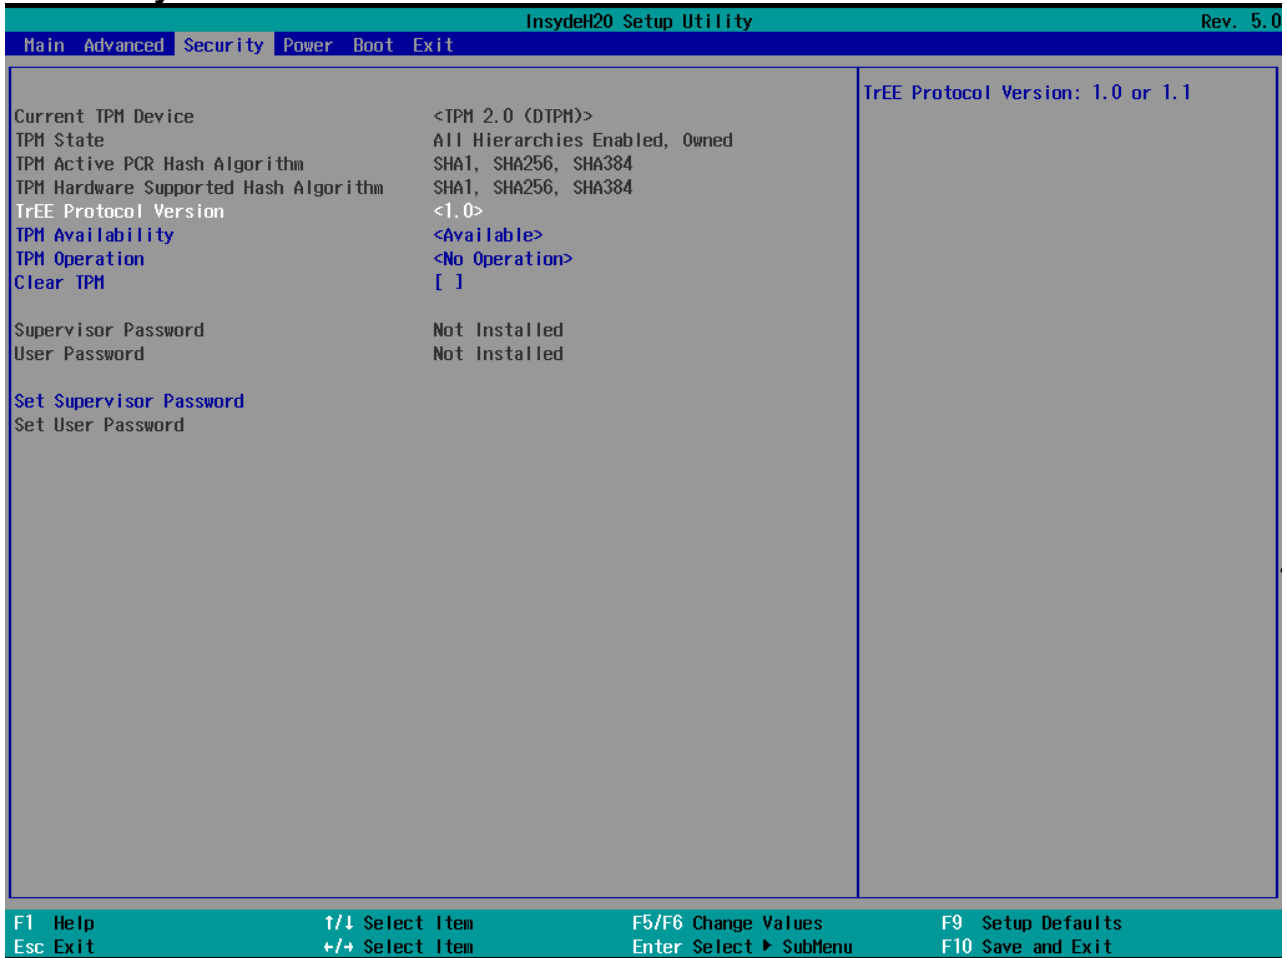 InsydeH20 Setup Utility Rev. 5.0
Main Advanced Security Power Boot Exit
TrEE Protocol Version: 1.0 or 1.1
Current TPM Device <TPM 2.0 (DTPM)>
TPM State All Hierarchies Enabled, Owned
TPM Active PCR Hash Algorithm SHA1, SHA256, SHA384
TPM Hardware Supported Hash Algorithm SHA1, SHA256, SHA384
TrEE Protocol Version <1.0>
TPM Availability <Available>
TPM Operation <No Operation>
Clear TPM [ ]
Supervisor Password Not Installed
User Password Not Installed
Set Supervisor Password
Set User Password
F1 Help ↑/↓ Select Item F5/F6 Change Values F9 Setup Defaults
Esc Exit ←/→ Select Item Enter Select ▶ SubMenu F10 Save and Exit